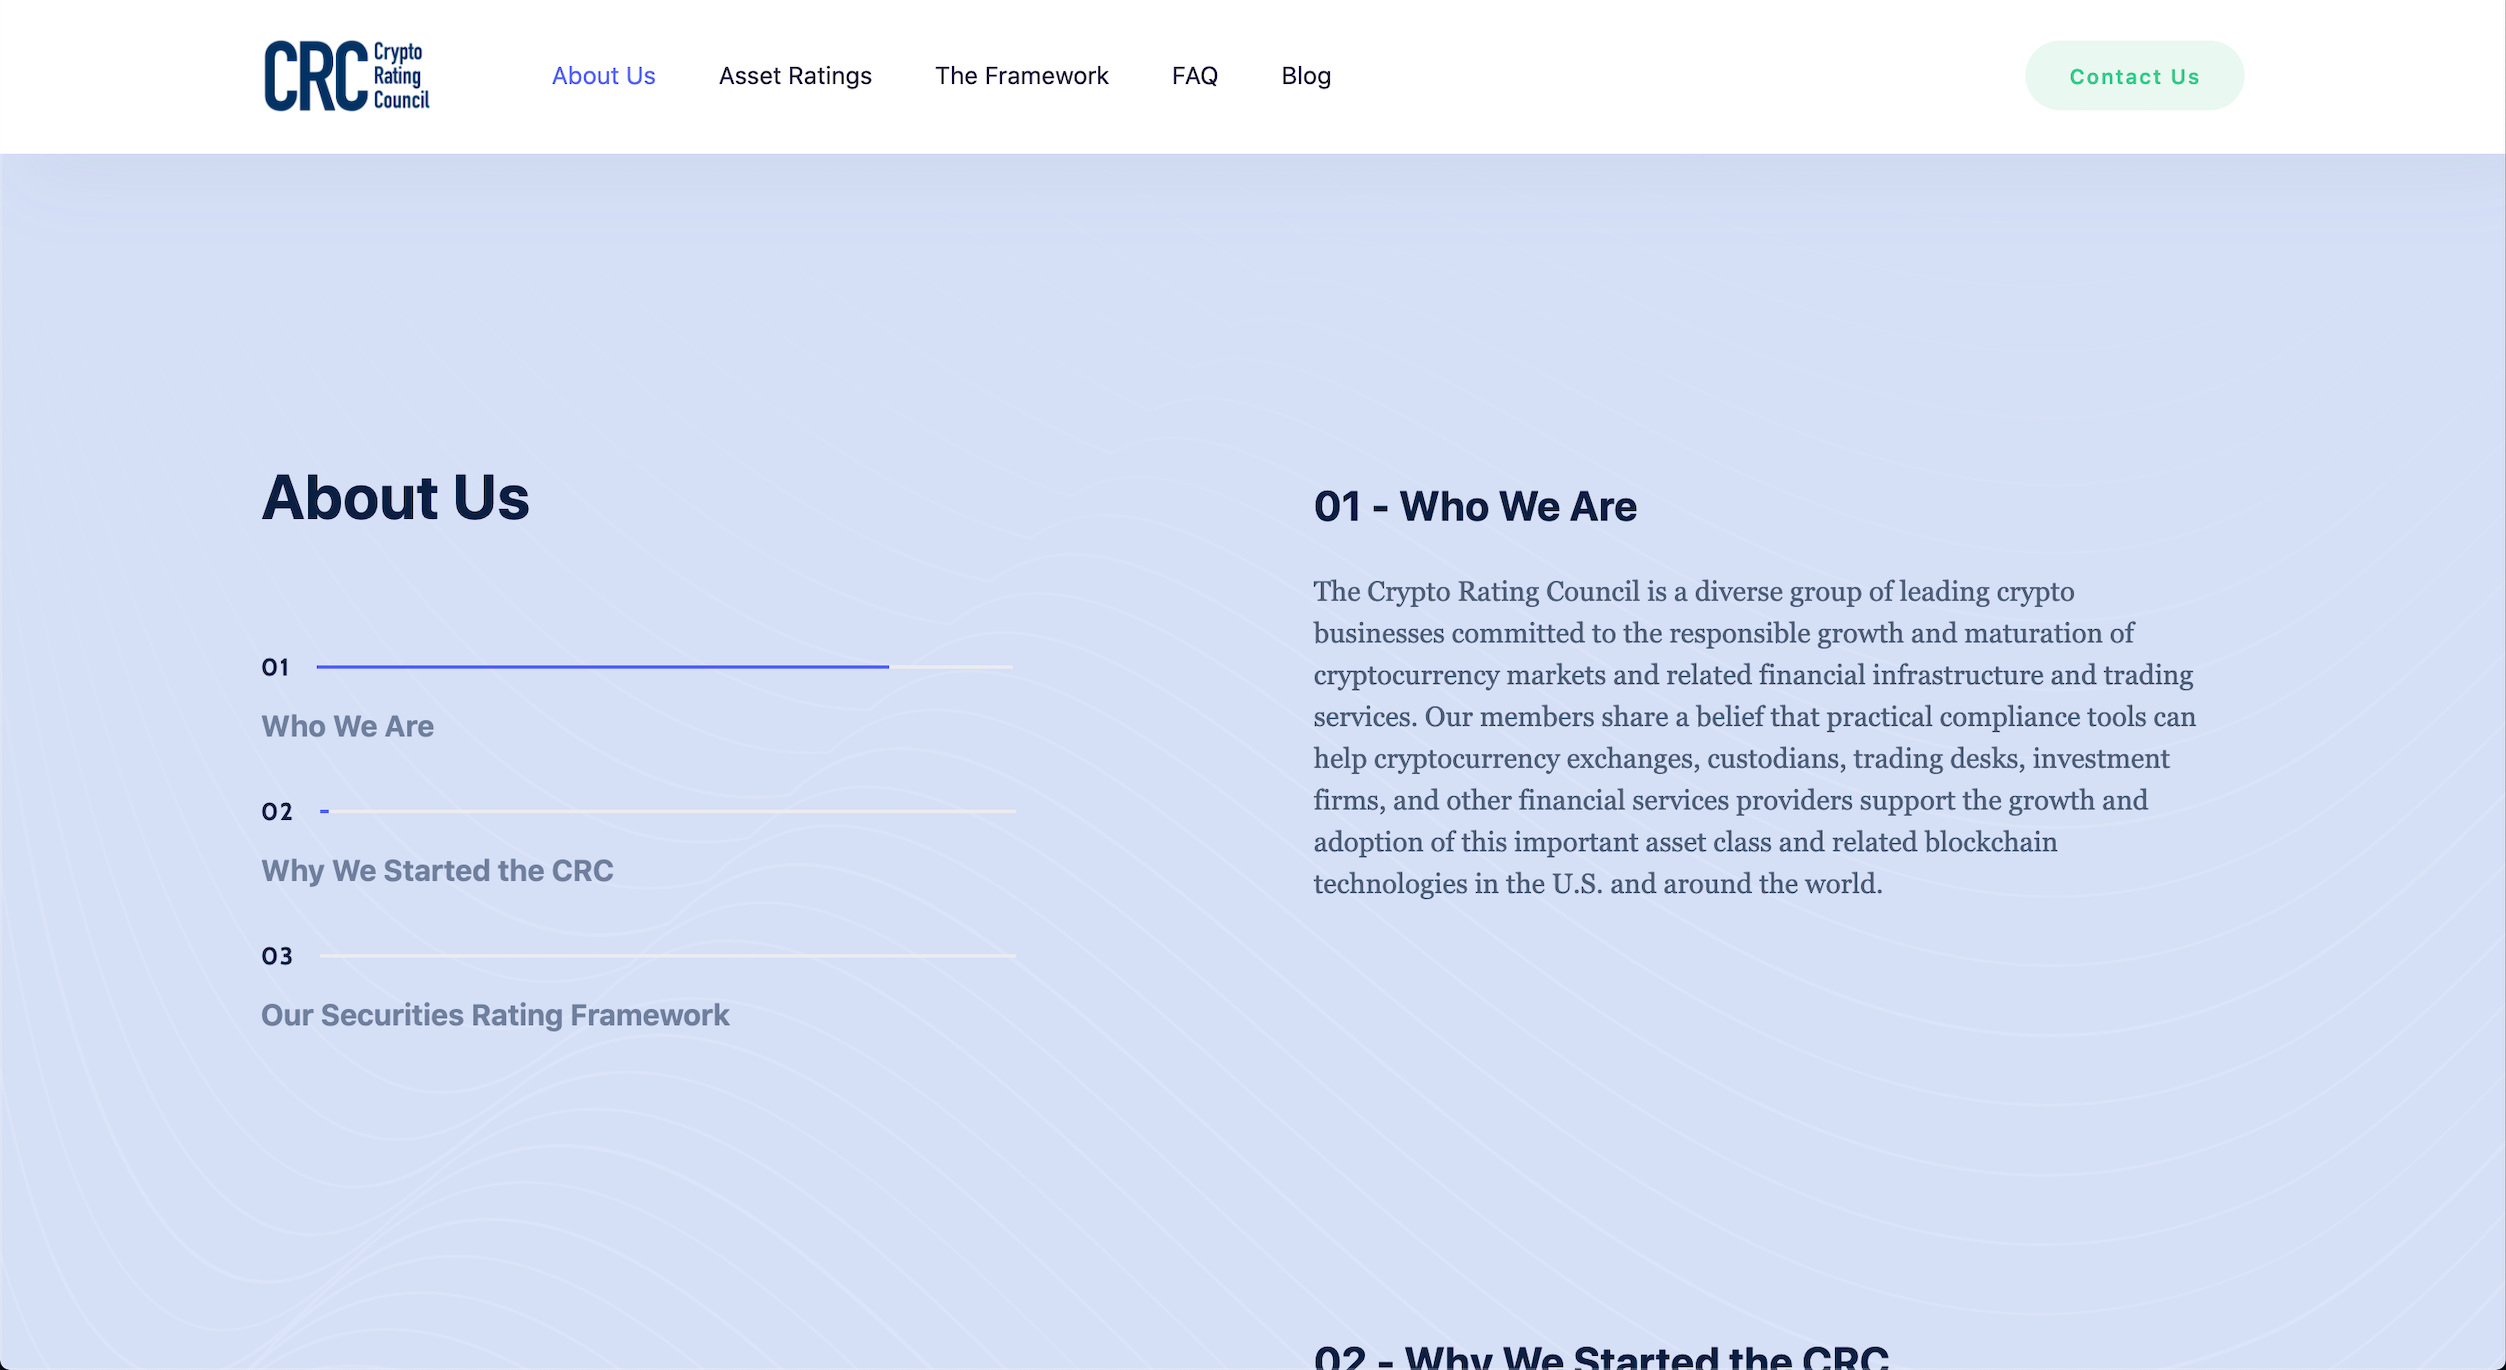 CRC Crypto
Rating
Council
About Us
Asset Ratings
The Framework
FAQ
Blog
Contact Us
About Us
01
Who We Are
02
Why We Started the CRC
03
Our Securities Rating Framework
01 - Who We Are
The Crypto Rating Council is a diverse group of leading crypto
businesses committed to the responsible growth and maturation of
cryptocurrency markets and related financial infrastructure and trading
services. Our members share a belief that practical compliance tools can
help cryptocurrency exchanges, custodians, trading desks, investment
firms, and other financial services providers support the growth and
adoption of this important asset class and related blockchain
technologies in the U.S. and around the world.
02 - Why We Started the CRC